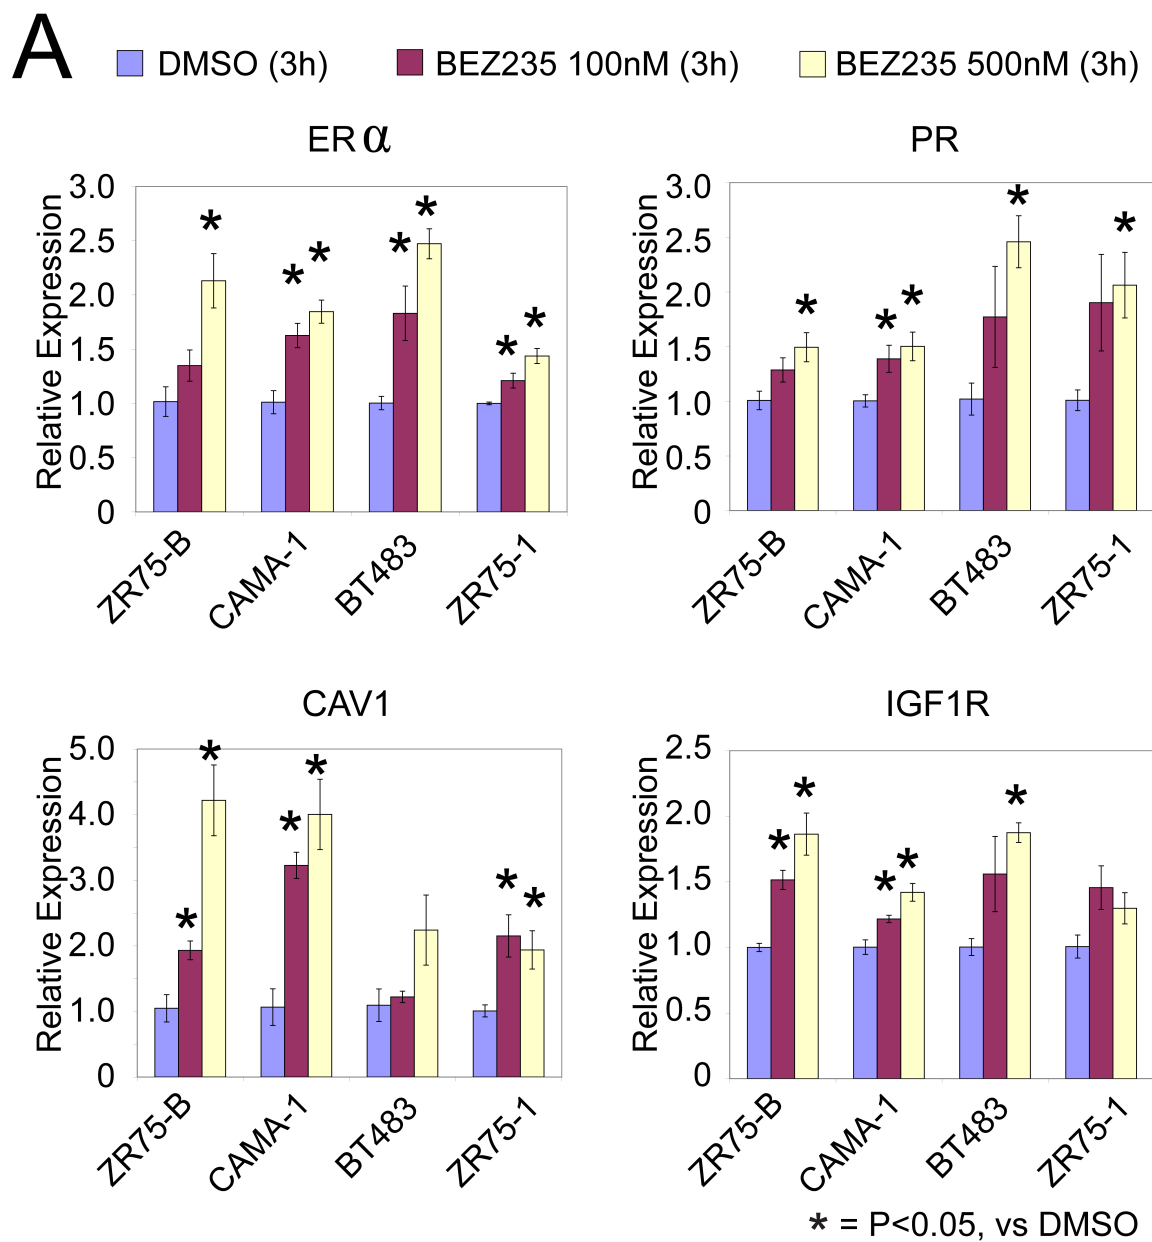 A
DMSO (3h) BEZ235 100nM (3h) BEZ235 500nM (3h)
ER α
Relative Expression
3.0
2.5
2.0
1.5
1.0
0.5
0
* * * * * * *
ZR75-B CAMA-1 BT483 ZR75-1
PR
Relative Expression
3.0
2.5
2.0
1.5
1.0
0.5
0
* * * * *
ZR75-B CAMA-1 BT483 ZR75-1
CAV1
Relative Expression
5.0
4.0
3.0
2.0
1.0
0
* * * * * *
ZR75-B CAMA-1 BT483 ZR75-1
IGF1R
Relative Expression
2.5
2.0
1.5
1.0
0.5
0
* * * * *
ZR75-B CAMA-1 BT483 ZR75-1
* = P<0.05, vs DMSO